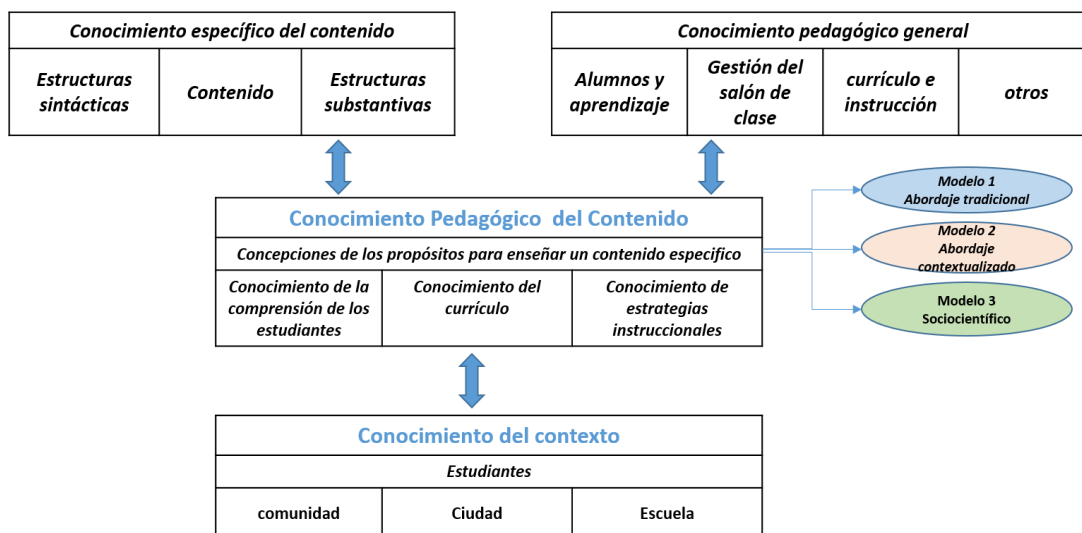 Conocimiento específico del contenido
Estructuras
sintácticas
Contenido
Estructuras
substantivas
Conocimiento pedagógico general
Alumnos y
aprendizaje
Gestión del
salón de
clase
currículo e
instrucción
otros
Conocimiento Pedagógico del Contenido
Concepciones de los propósitos para enseñar un contenido especifico
Conocimiento de la
comprensión de los
estudiantes
Conocimiento del
currículo
Conocimiento de
estrategias
instruccionales
Modelo 1
Abordaje tradicional
Modelo 2
Abordaje
contextualizado
Modelo 3
Sociocientífico
Conocimiento del contexto
Estudiantes
comunidad
Ciudad
Escuela